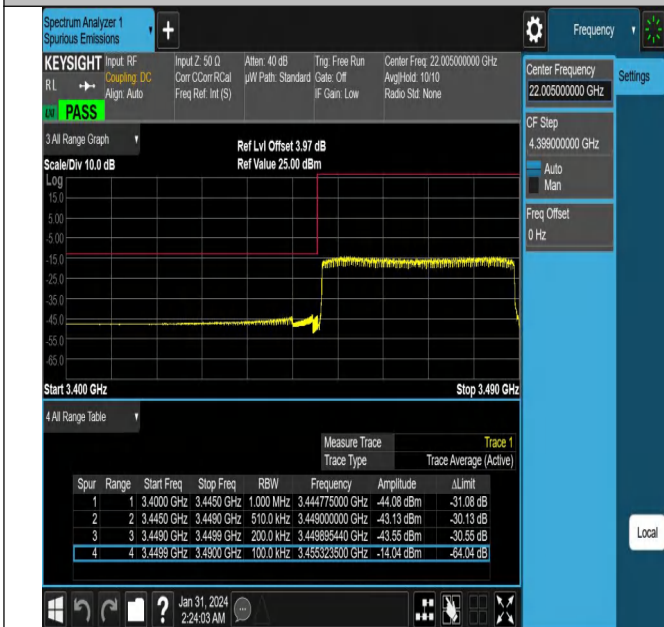 Spectrum Analyzer 1
Spurious Emissions
+
Frequency
KEYSIGHT
RL
Input: RF
Coupling: DC
Align: Auto
Input Z: 50 Ω
Corr CCorr RCal
Freq Ref: Int (S)
Atten: 40 dB
µW Path: Standard
Trig: Free Run
Gate: Off
IF Gain: Low
Center Freq: 22.005000000 GHz
Avg|Hold: 10/10
Radio Std: None
PASS
Center Frequency
22.005000000 GHz
Settings
CF Step
4.399000000 GHz
Auto
Man
Freq Offset
0 Hz
3 All Range Graph
Scale/Div 10.0 dB
Ref Lvl Offset 3.97 dB
Ref Value 25.00 dBm
Log
15.0
5.00
-5.00
-15.0
-25.0
-35.0
-45.0
-55.0
-65.0
Start 3.400 GHz
Stop 3.490 GHz
4 All Range Table
Measure Trace Trace 1
Trace Type Trace Average (Active)
Spur Range Start Freq Stop Freq RBW Frequency Amplitude ΔLimit
1 1 3.4000 GHz 3.4450 GHz 1.000 MHz 3.444775000 GHz -44.08 dBm -31.08 dB
2 2 3.4450 GHz 3.4490 GHz 510.0 kHz 3.449000000 GHz -43.13 dBm -30.13 dB
3 3 3.4490 GHz 3.4499 GHz 200.0 kHz 3.449895440 GHz -43.55 dBm -30.55 dB
4 4 3.4499 GHz 3.4900 GHz 100.0 kHz 3.455323500 GHz -14.04 dBm -64.04 dB
Local
?
Jan 31, 2024
2:24:03 AM